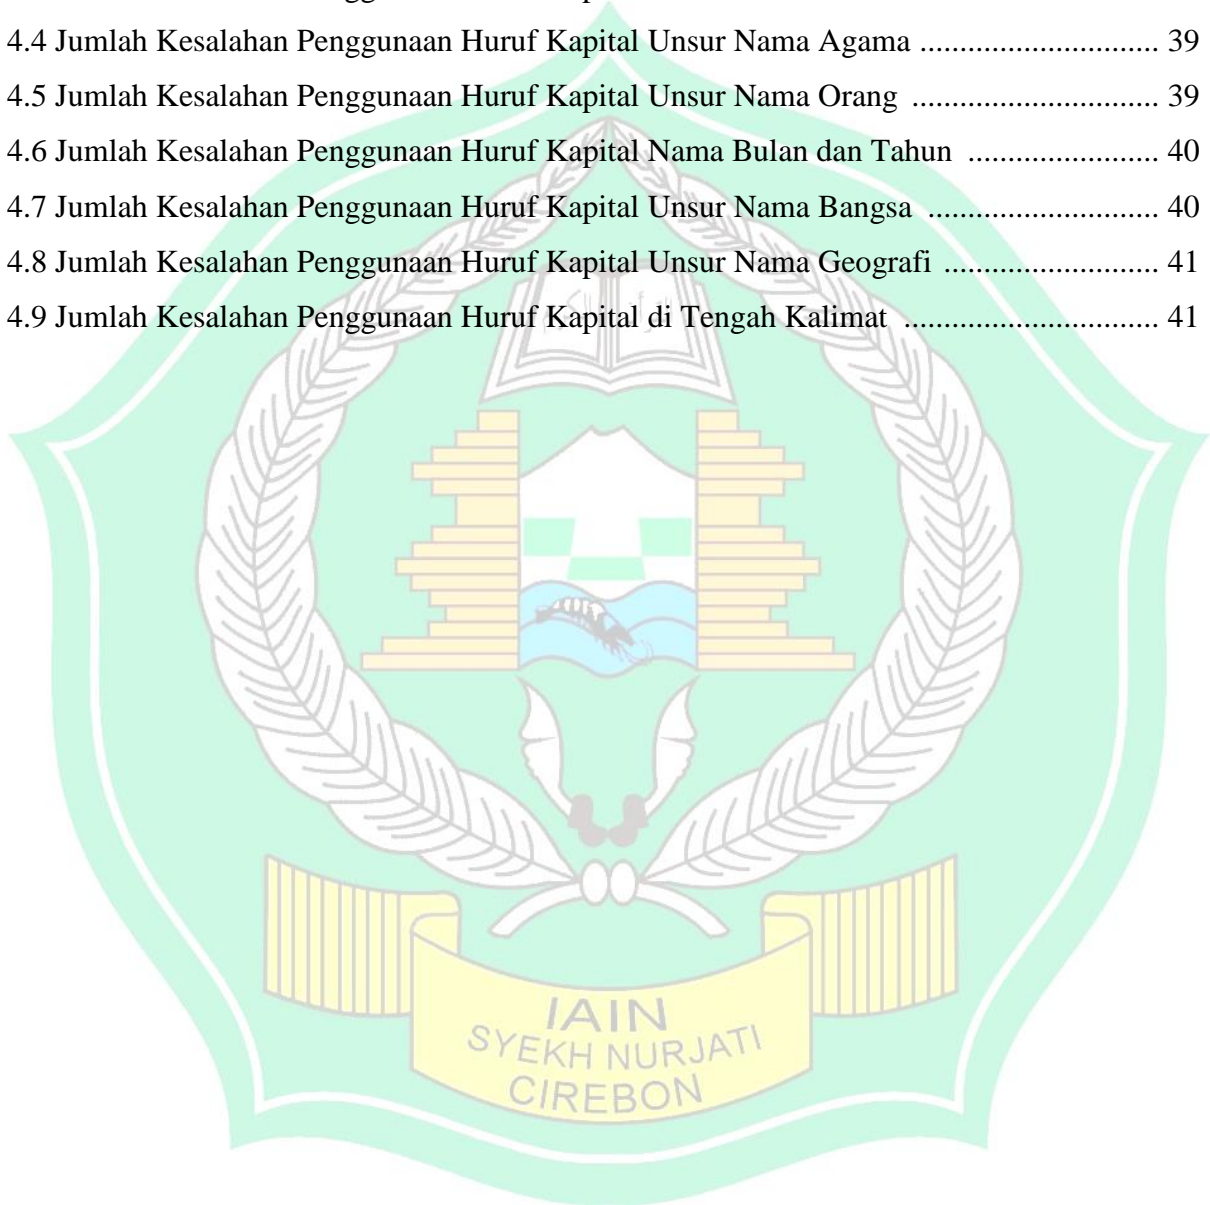 4.4 Jumlah Kesalahan Penggunaan Huruf Kapital Unsur Nama Agama .............................. 39
4.5 Jumlah Kesalahan Penggunaan Huruf Kapital Unsur Nama Orang ............................... 39
4.6 Jumlah Kesalahan Penggunaan Huruf Kapital Nama Bulan dan Tahun ........................ 40
4.7 Jumlah Kesalahan Penggunaan Huruf Kapital Unsur Nama Bangsa ............................. 40
4.8 Jumlah Kesalahan Penggunaan Huruf Kapital Unsur Nama Geografi ........................... 41
4.9 Jumlah Kesalahan Penggunaan Huruf Kapital di Tengah Kalimat ................................ 41
IAIN
SYEKH NURJATI
CIREBON